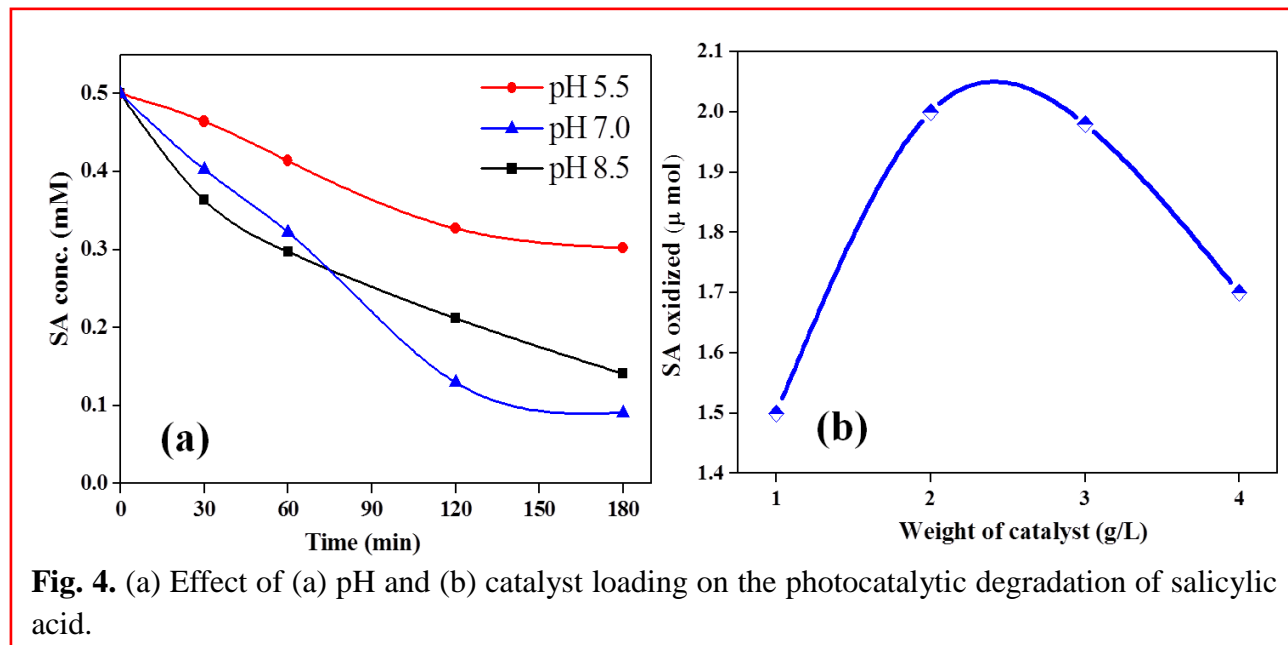 0.5
0.4
0.3
0.2
0.1
0.0
SA conc. (mM)
pH 5.5
pH 7.0
pH 8.5
(a)
0 30 60 90 120 150 180
Time (min)
2.1
2.0
1.9
1.8
1.7
1.6
1.5
1.4
SA oxidized (μ mol)
(b)
1 2 3 4
Weight of catalyst (g/L)
Fig. 4. (a) Effect of (a) pH and (b) catalyst loading on the photocatalytic degradation of salicylic
acid.